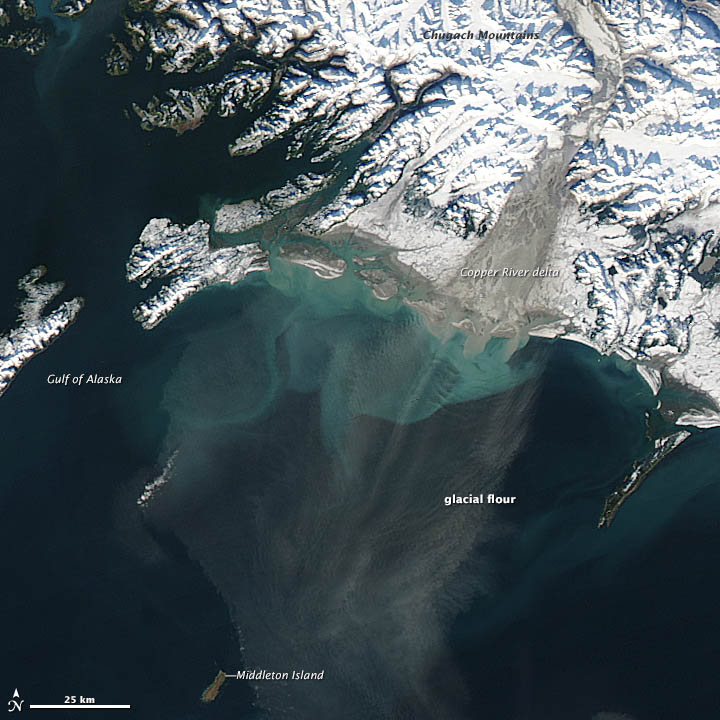 Chugach Mountains
Copper River delta
Gulf of Alaska
glacial flour
Middleton Island
25 km
N